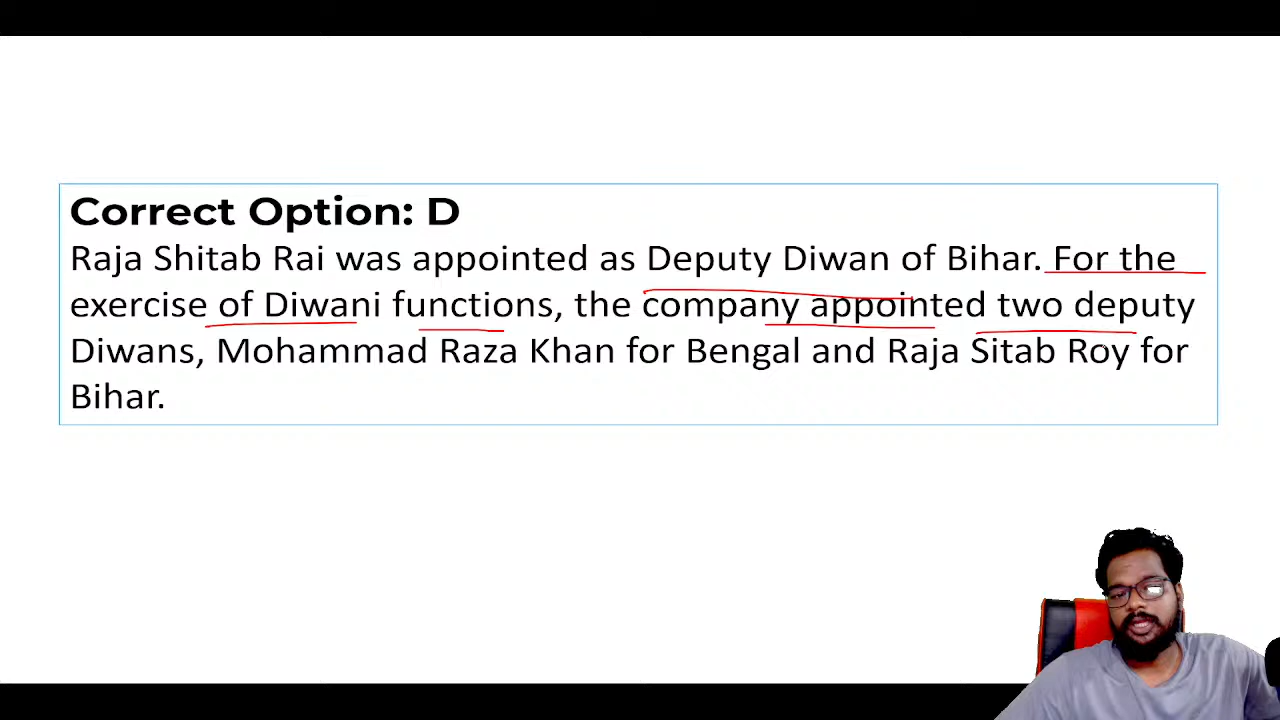 Correct Option: D
Raja Shitab Rai was appointed as Deputy Diwan of Bihar. For the
exercise of Diwani functions, the company appointed two deputy
Diwans, Mohammad Raza Khan for Bengal and Raja Sitab Roy for
Bihar.